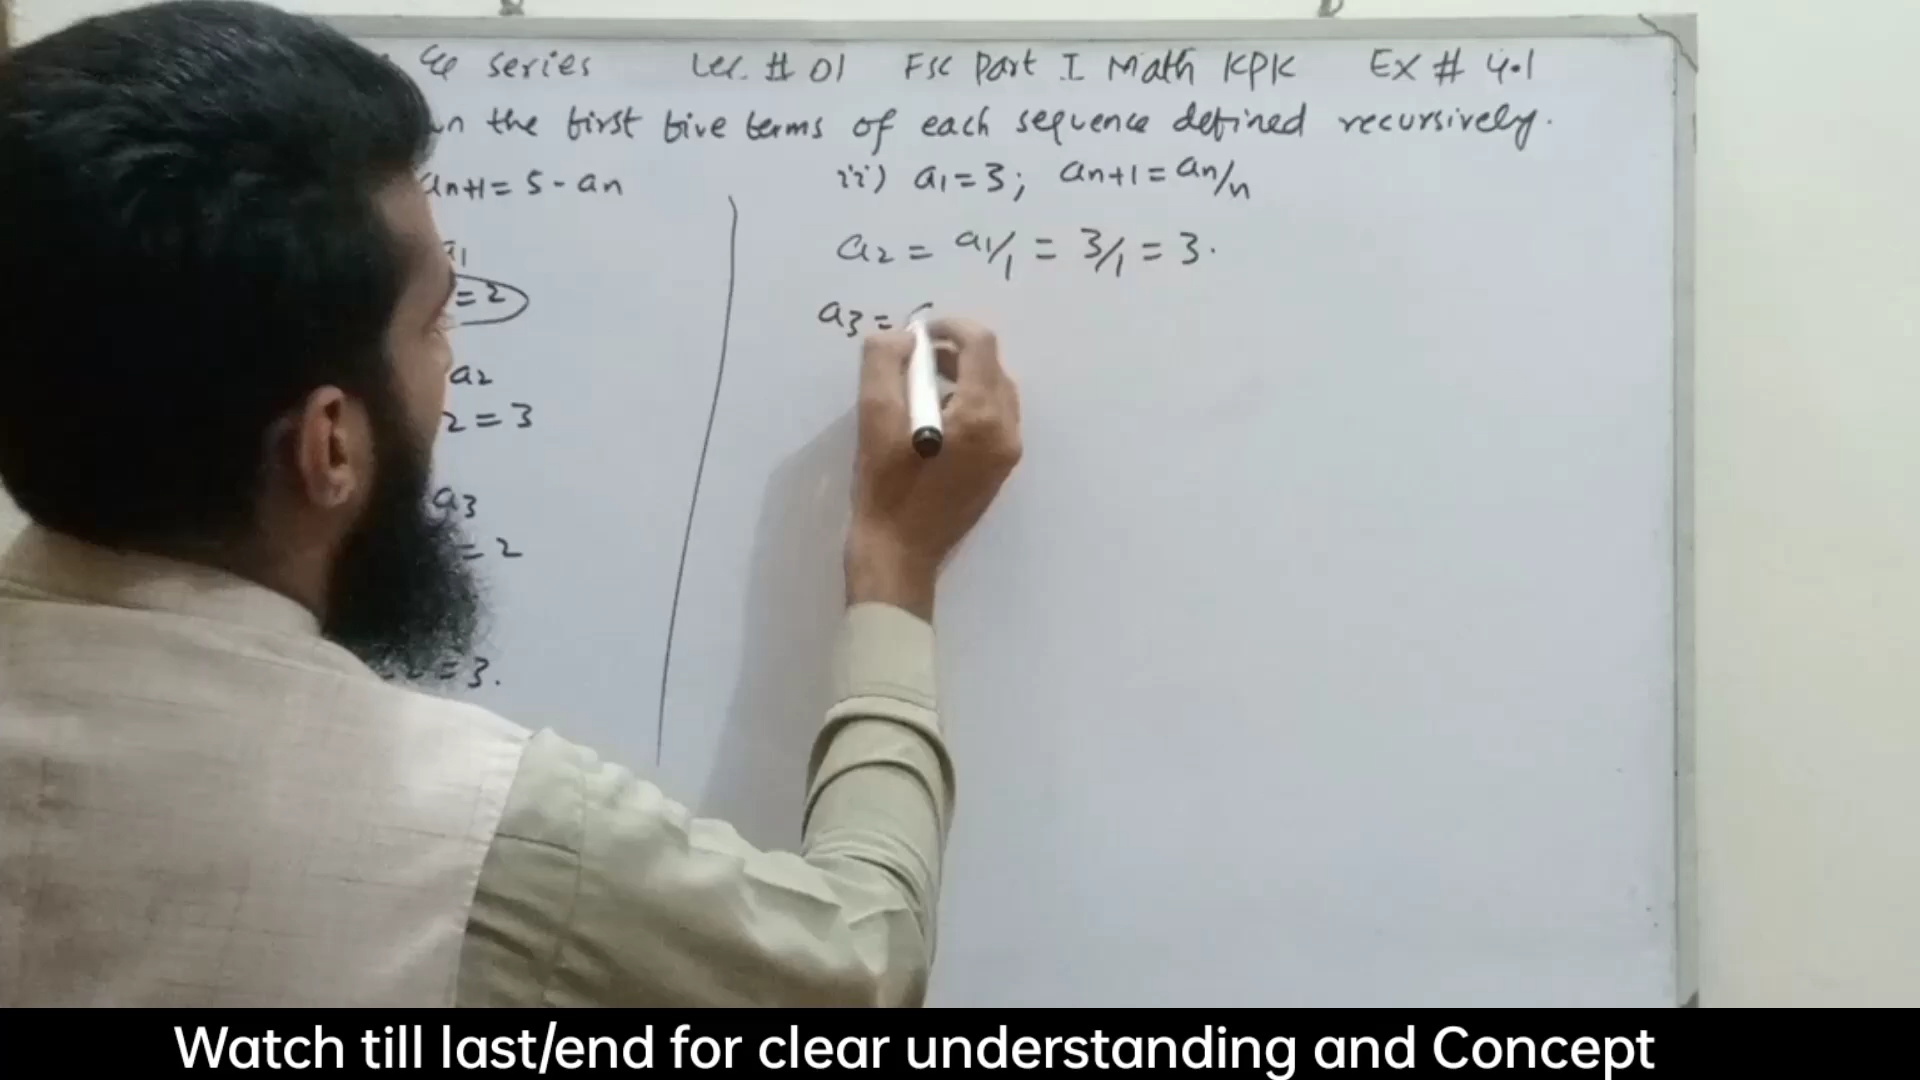 & series Lec. # 01 Fsc Part I Math KPK Ex # 4.1
the first five terms of each sequence defined recursively.
an+1 = 5 - an
ii) a1 = 3; an+1 = an/n
a1
= 2
a2
2 = 3
a3
= 2
= 3.
a2 = a1/1 = 3/1 = 3.
a3 =
Watch till last/end for clear understanding and Concept